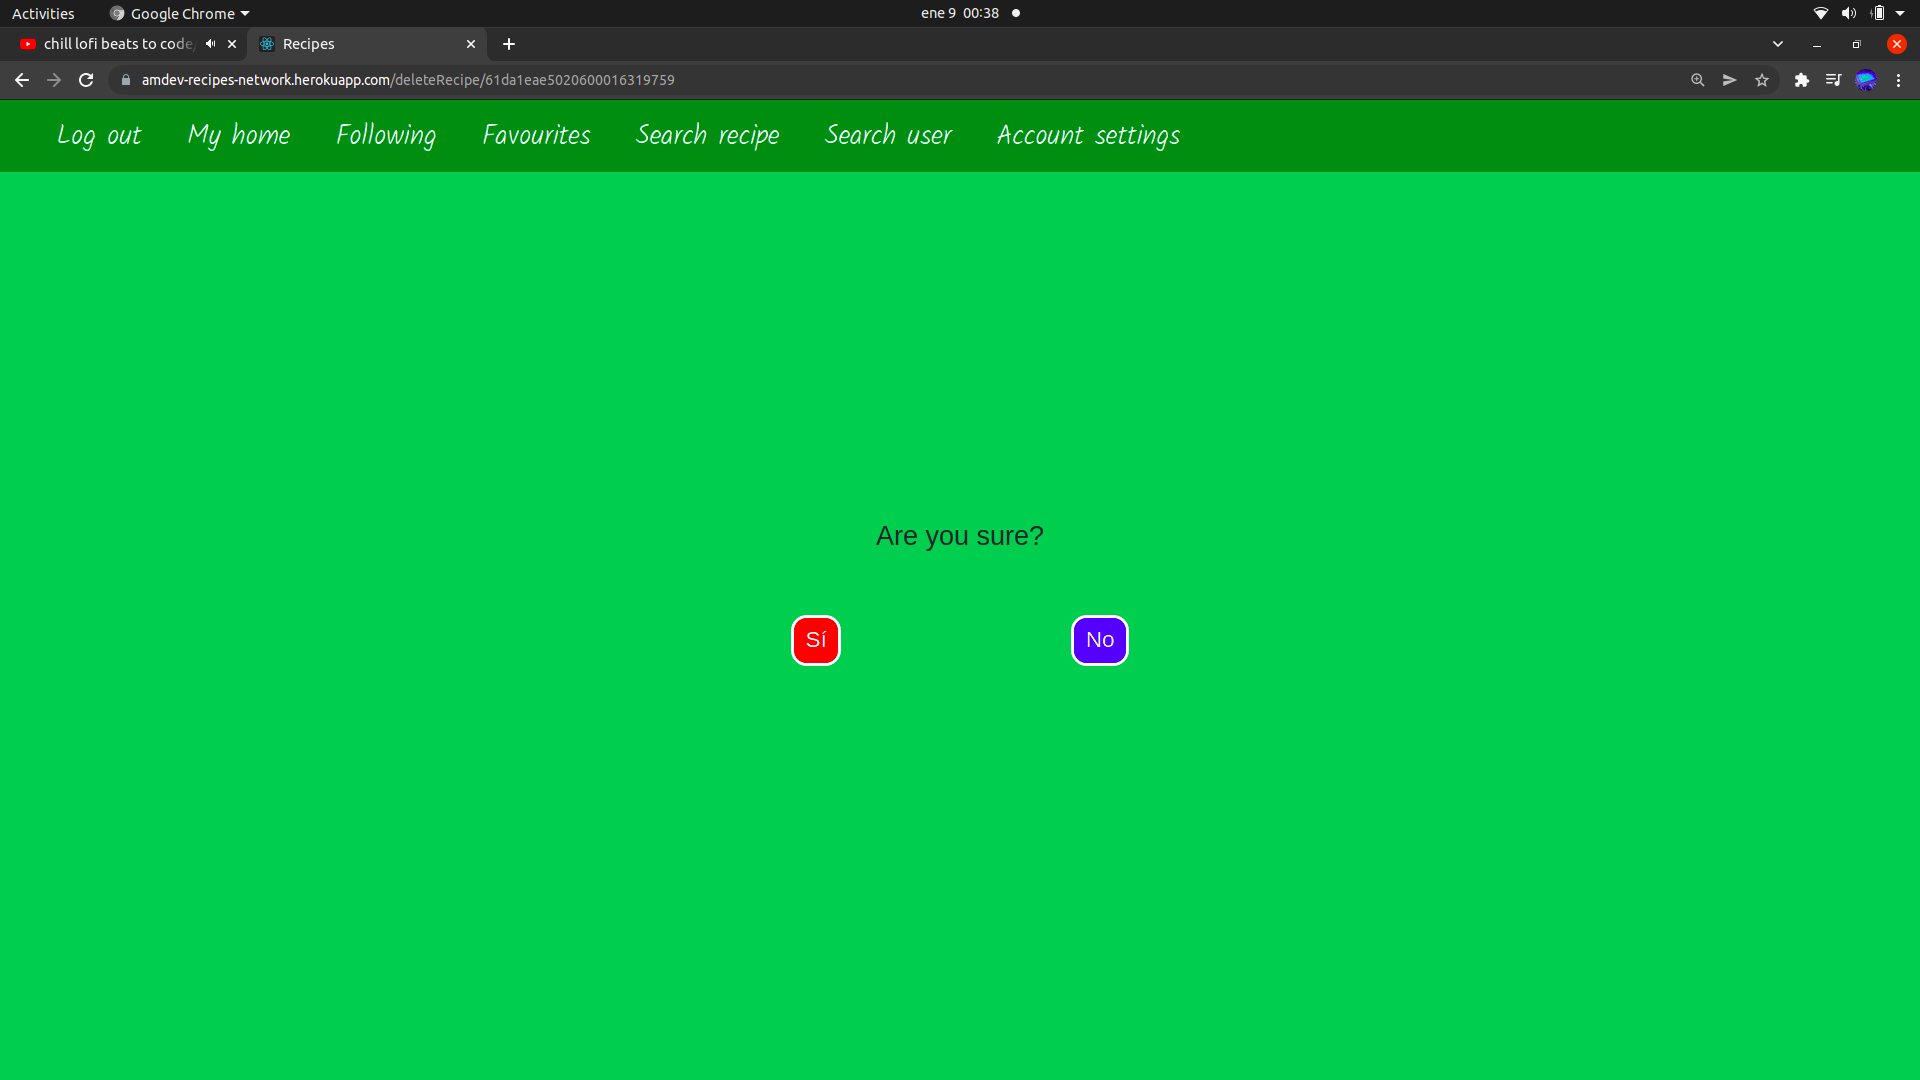 Activities Google Chrome ene 9 00:38
chill lofi beats to code Recipes
amdev-recipes-network.herokuapp.com/deleteRecipe/61da1eae5020600016319759
Log out My home Following Favourites Search recipe Search user Account settings
Are you sure?
Sí No